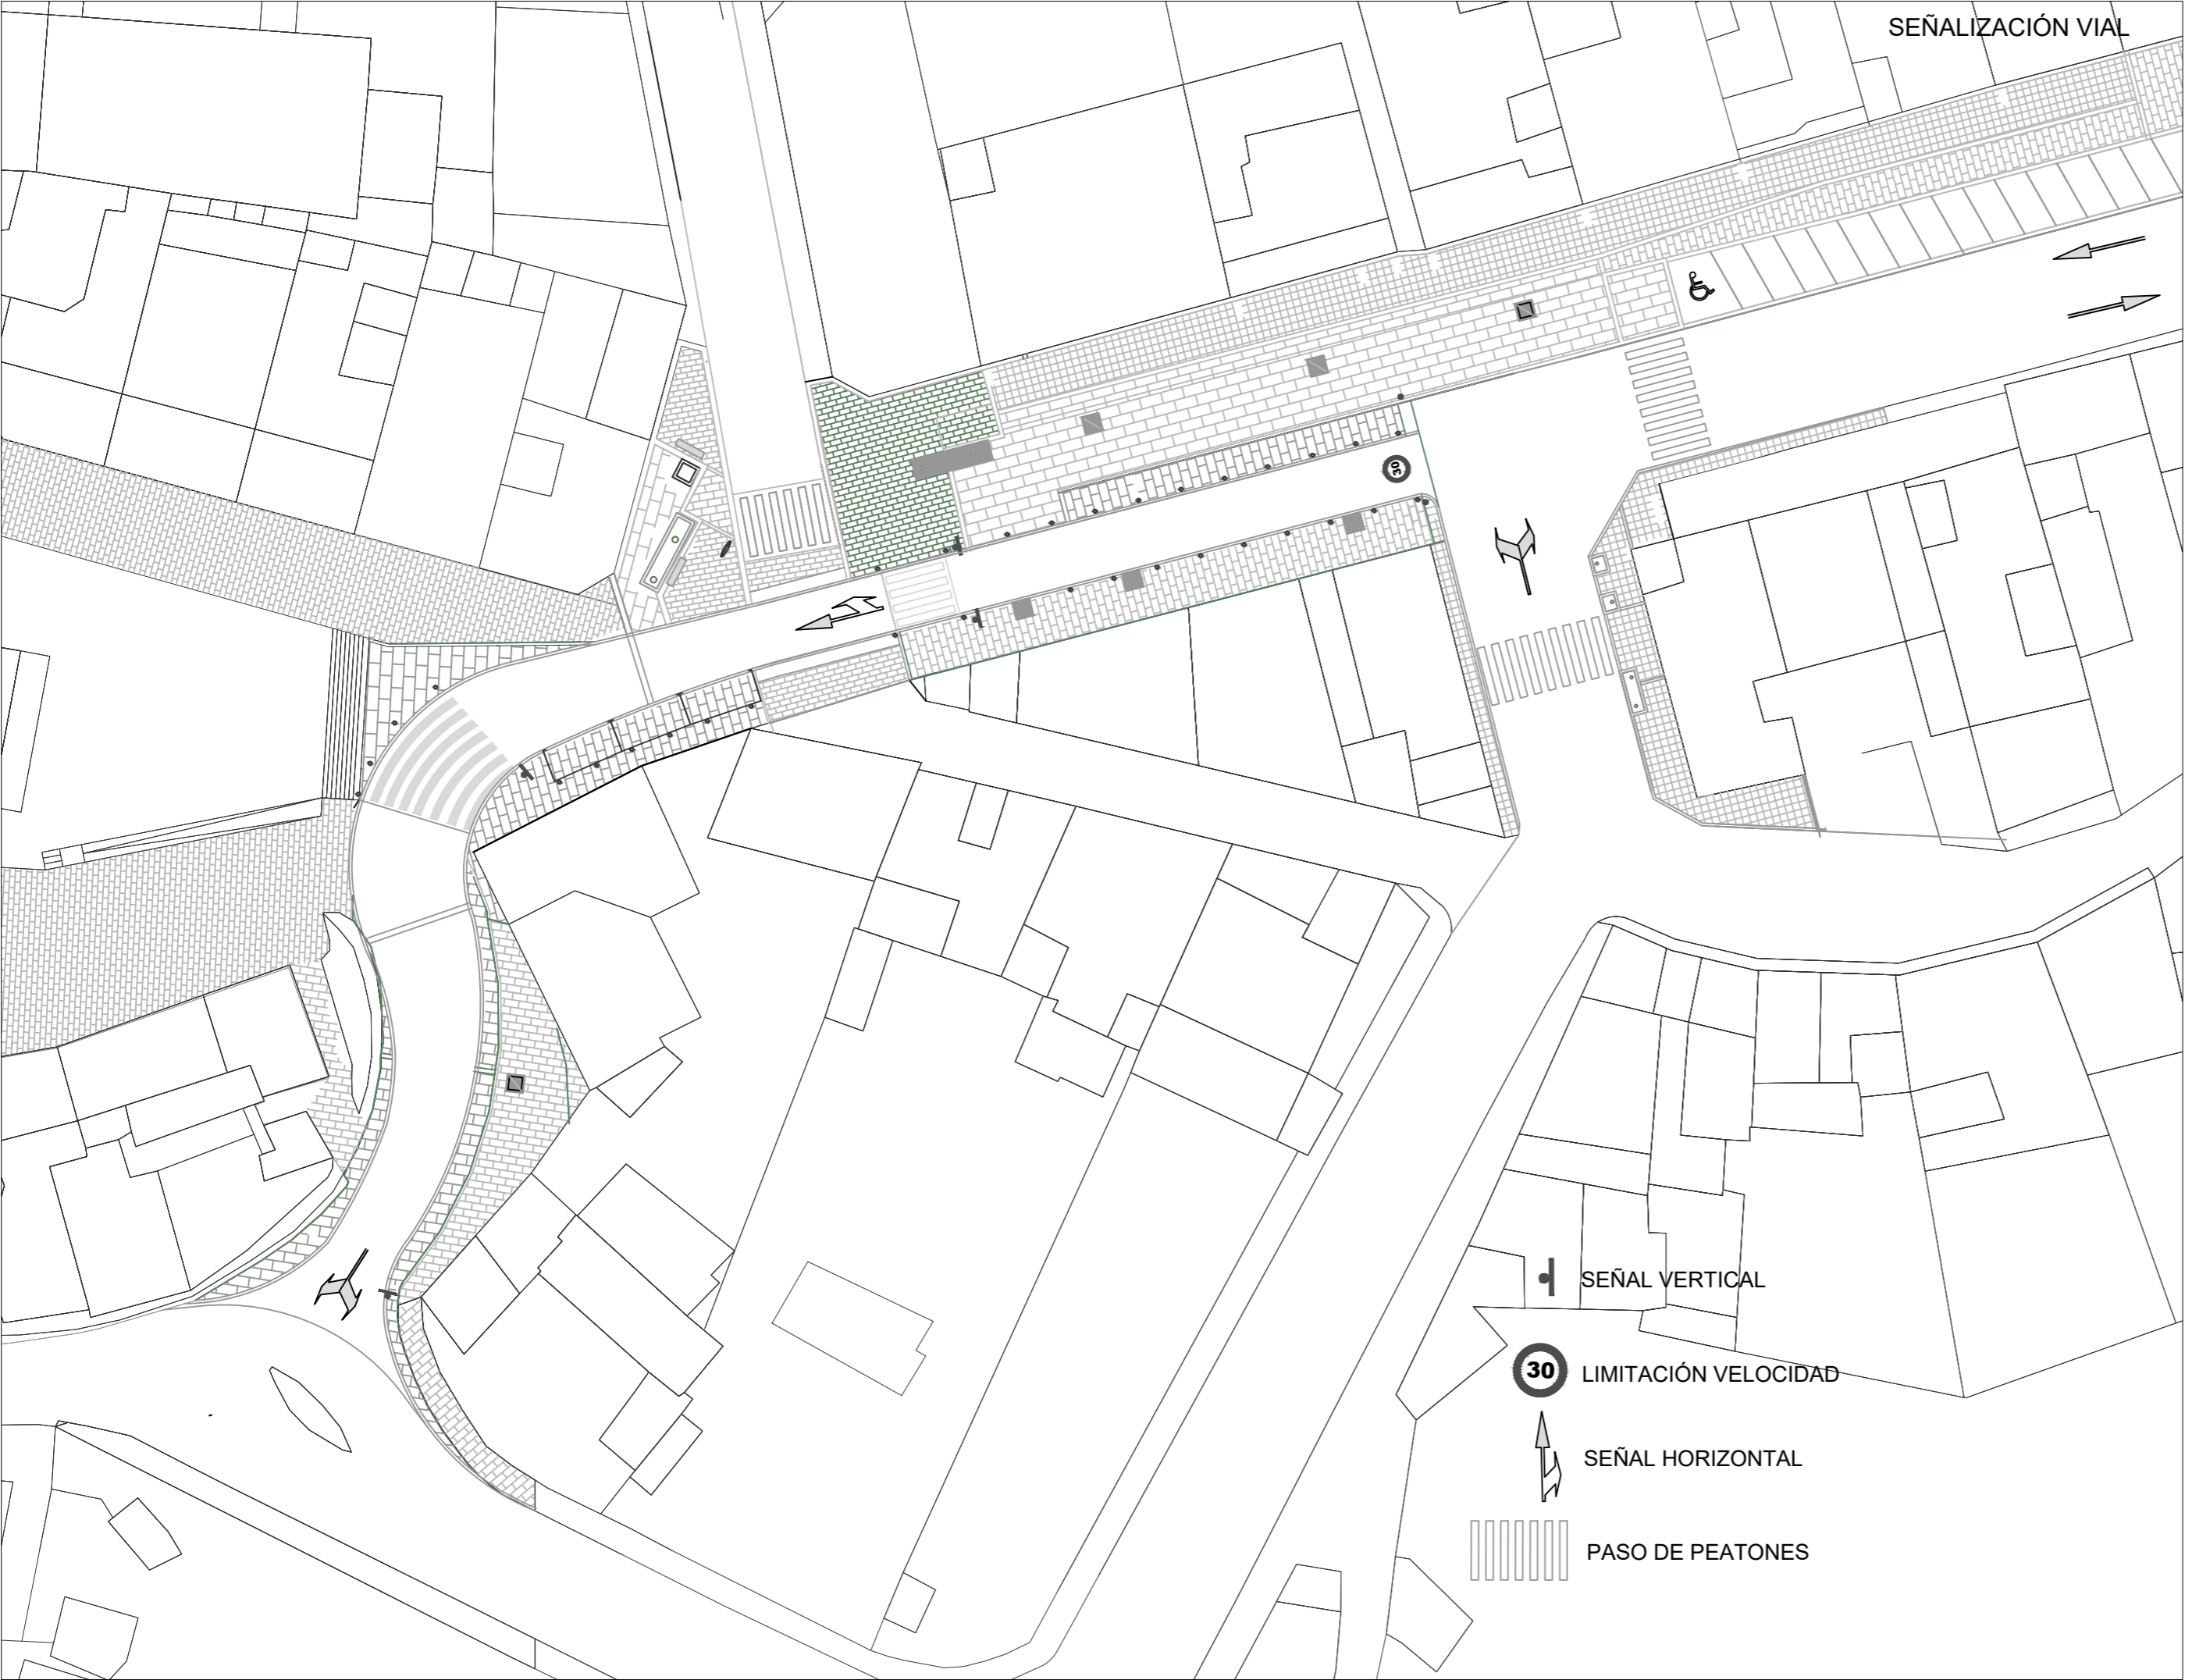 SEÑALIZACIÓN VIAL
30
SEÑAL VERTICAL
30 LIMITACIÓN VELOCIDAD
SEÑAL HORIZONTAL
PASO DE PEATONES